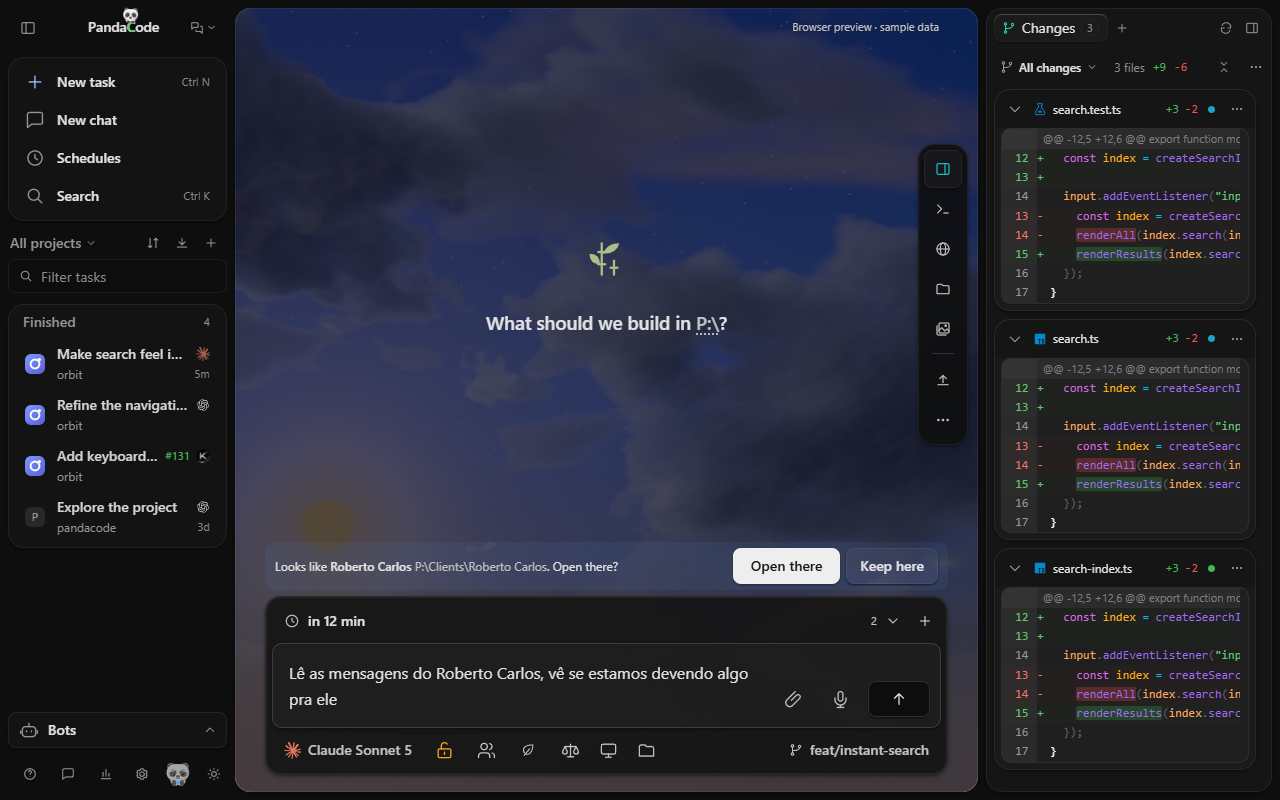 PandaCode
New task Ctrl N
New chat
Schedules
Search Ctrl K
All projects
Filter tasks
Finished 4
Make search feel i...
orbit 5m
Refine the navigati...
orbit
Add keyboard... #131
orbit
Explore the project
P
pandacode 3d
Bots
Browser preview · sample data
What should we build in P:\?
Looks like Roberto Carlos P:\Clients\Roberto Carlos. Open there?
Open there
Keep here
in 12 min 2
Lê as mensagens do Roberto Carlos, vê se estamos devendo algo
pra ele
Claude Sonnet 5
feat/instant-search
Changes 3
All changes 3 files +9 -6
search.test.ts +3 -2
@@ -12,5 +12,6 @@ export function mo
12 + const index = createSearchI
13 +
14 input.addEventListener("inp
13 - const index = createSearc
14 - renderAll(index.search(in
15 + renderResults(index.searc
16 });
17 }
search.ts +3 -2
@@ -12,5 +12,6 @@ export function mo
12 + const index = createSearchI
13 +
14 input.addEventListener("inp
13 - const index = createSearc
14 - renderAll(index.search(in
15 + renderResults(index.searc
16 });
17 }
search-index.ts +3 -2
@@ -12,5 +12,6 @@ export function mo
12 + const index = createSearchI
13 +
14 input.addEventListener("inp
13 - const index = createSearc
14 - renderAll(index.search(in
15 + renderResults(index.searc
16 });
17 }